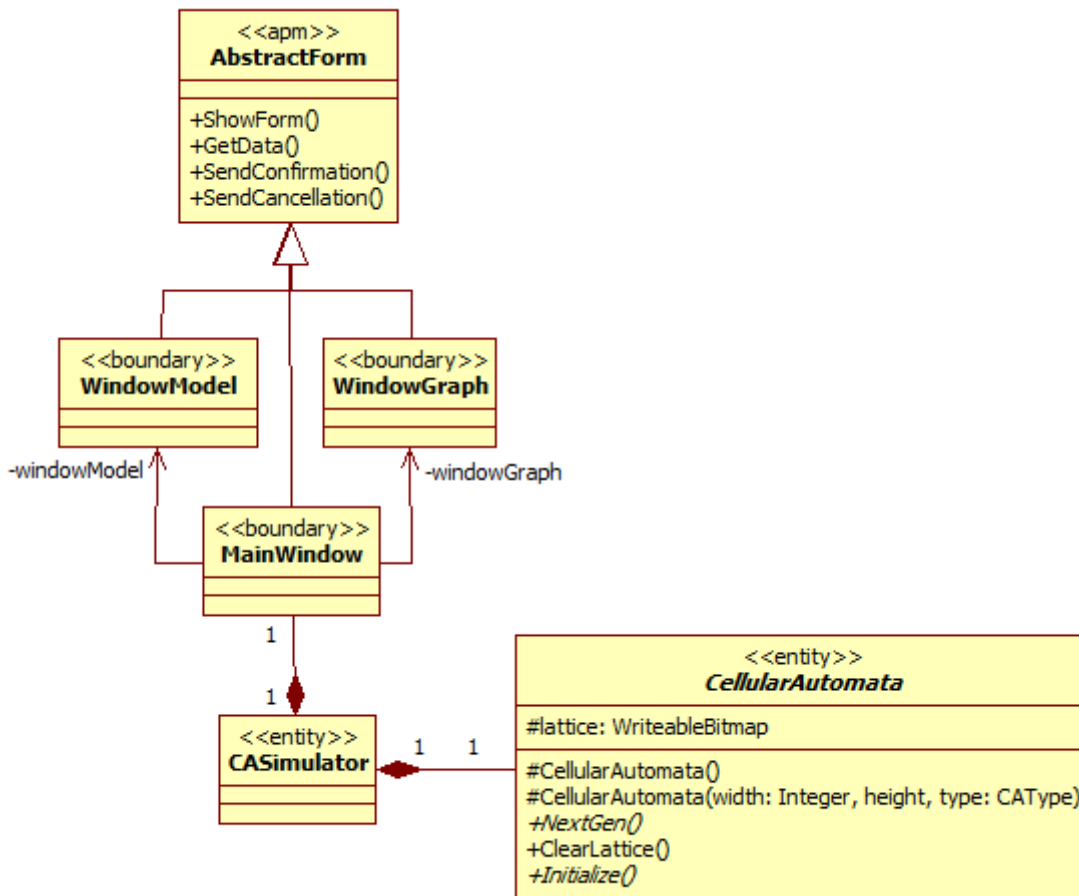 <<apm>>
AbstractForm
+ShowForm()
+GetData()
+SendConfirmation()
+SendCancellation()
<<boundary>>
WindowModel
<<boundary>>
WindowGraph
-windowModel
-windowGraph
<<boundary>>
MainWindow
1
1
<<entity>>
CASimulator
1
1
<<entity>>
CellularAutomata
#lattice: WriteableBitmap
#CellularAutomata()
#CellularAutomata(width: Integer, height, type: CAType)
+NextGen()
+ClearLattice()
+Initialize()